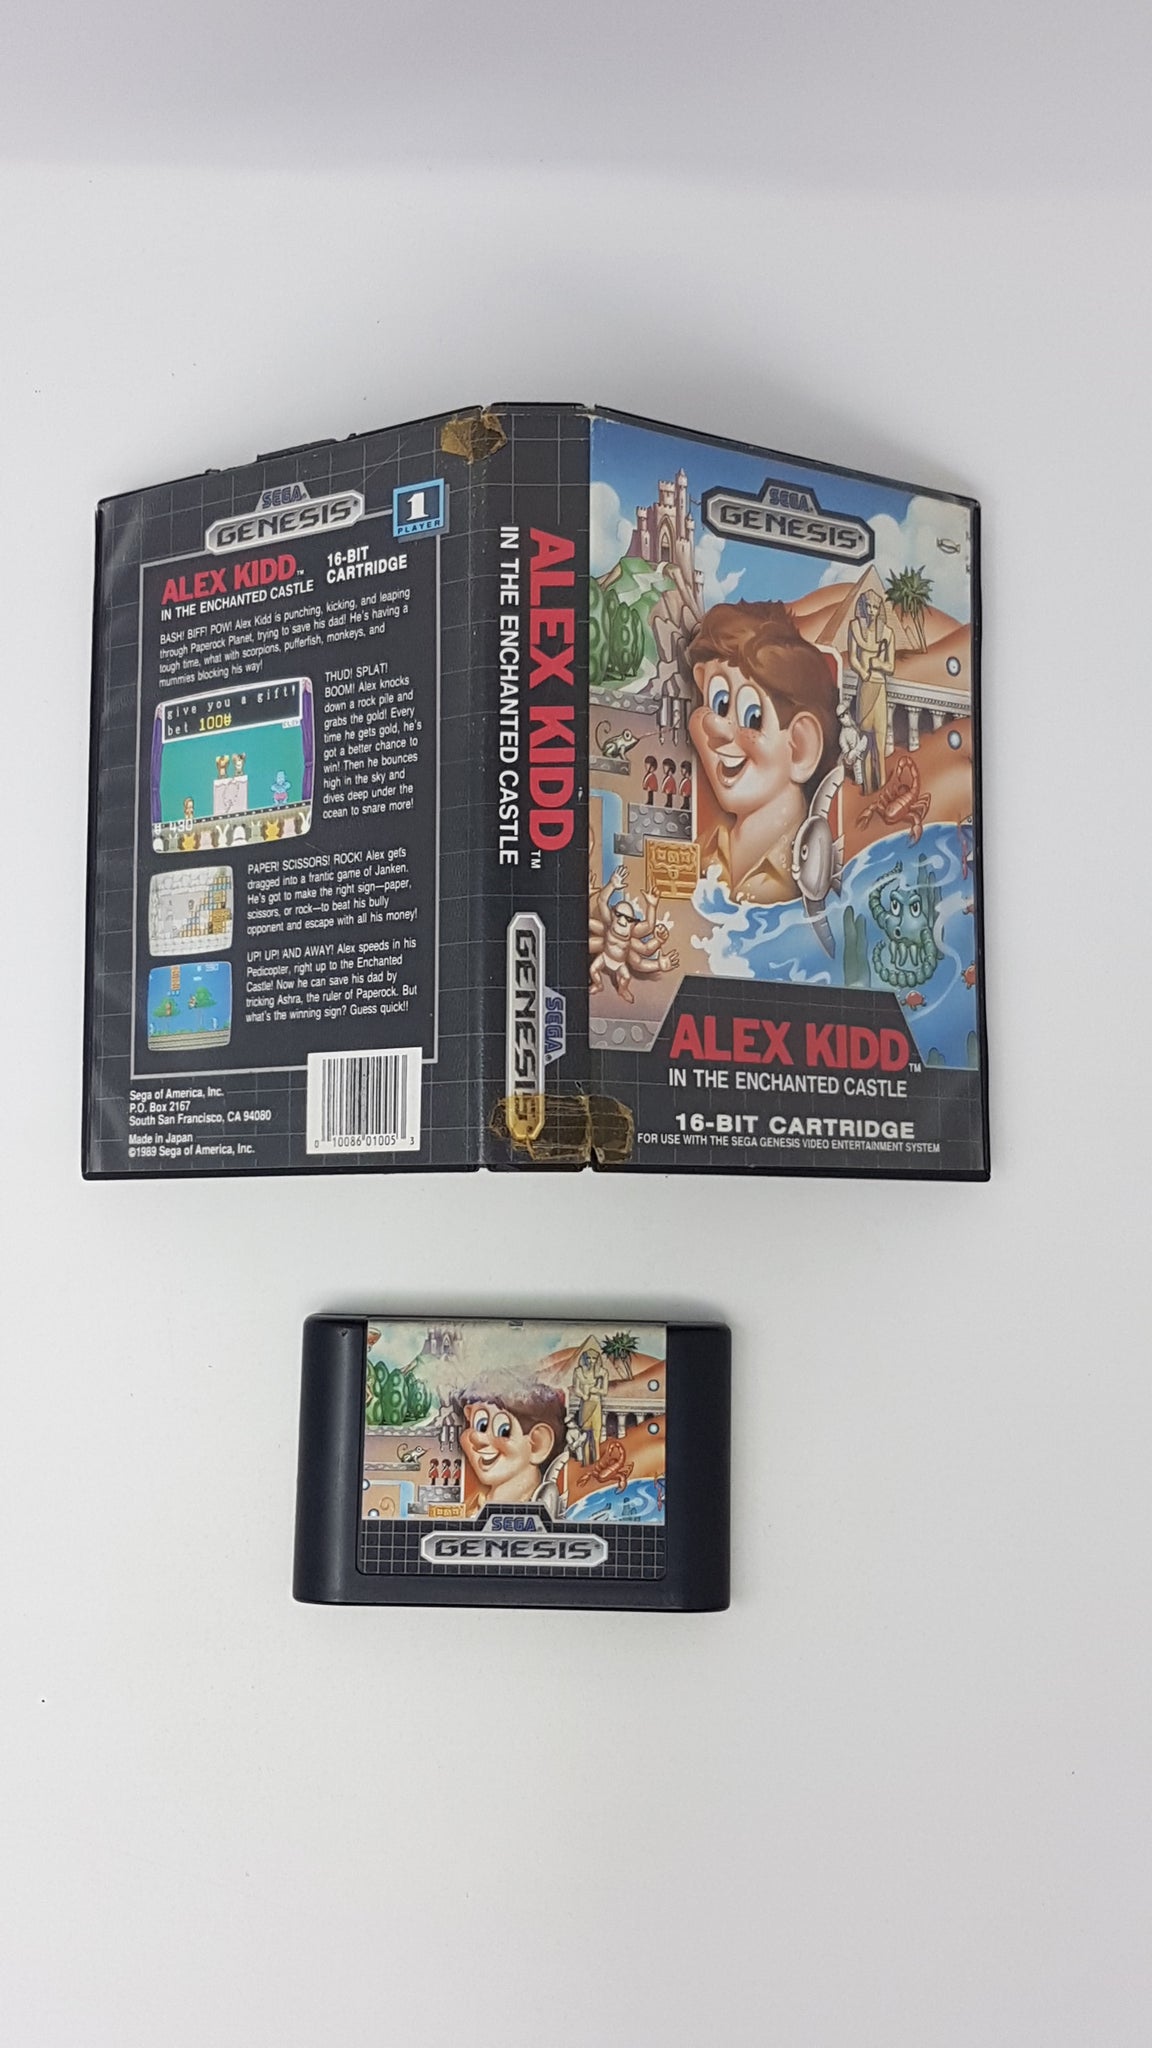 SEGA
GENESIS
1
PLAYER
ALEX KIDD™
IN THE ENCHANTED CASTLE
16-BIT
CARTRIDGE
BASH! BIFF! POW! Alex Kidd is punching, kicking, and leaping
through Paperock Planet, trying to save his dad! He's having a
tough time, what with scorpions, pufferfish, monkeys, and
mummies blocking his way!
give you a gift!
bet 100
430
THUD! SPLAT!
BOOM! Alex knocks
down a rock pile and
grabs the gold! Every
time he gets gold, he's
got a better chance to
win! Then he bounces
high in the sky and
dives deep under the
ocean to snare more!
PAPER! SCISSORS! ROCK! Alex gets
dragged into a frantic game of Janken.
He's got to make the right sign—paper,
scissors, or rock—to beat his bully
opponent and escape with all his money!
UP! UP! AND AWAY! Alex speeds in his
Pedicopter, right up to the Enchanted
Castle! Now he can save his dad by
tricking Ashra, the ruler of Paperock. But
what's the winning sign? Guess quick!!
Sega of America, Inc.
P.O. Box 2167
South San Francisco, CA 94080
Made in Japan
©1989 Sega of America, Inc.
0 10086 01005 3
ALEX KIDD™
IN THE ENCHANTED CASTLE
SEGA®
GENESIS
SEGA
GENESIS
ALEX KIDD™
IN THE ENCHANTED CASTLE
16-BIT CARTRIDGE
FOR USE WITH THE SEGA GENESIS VIDEO ENTERTAINMENT SYSTEM
SEGA®
GENESIS